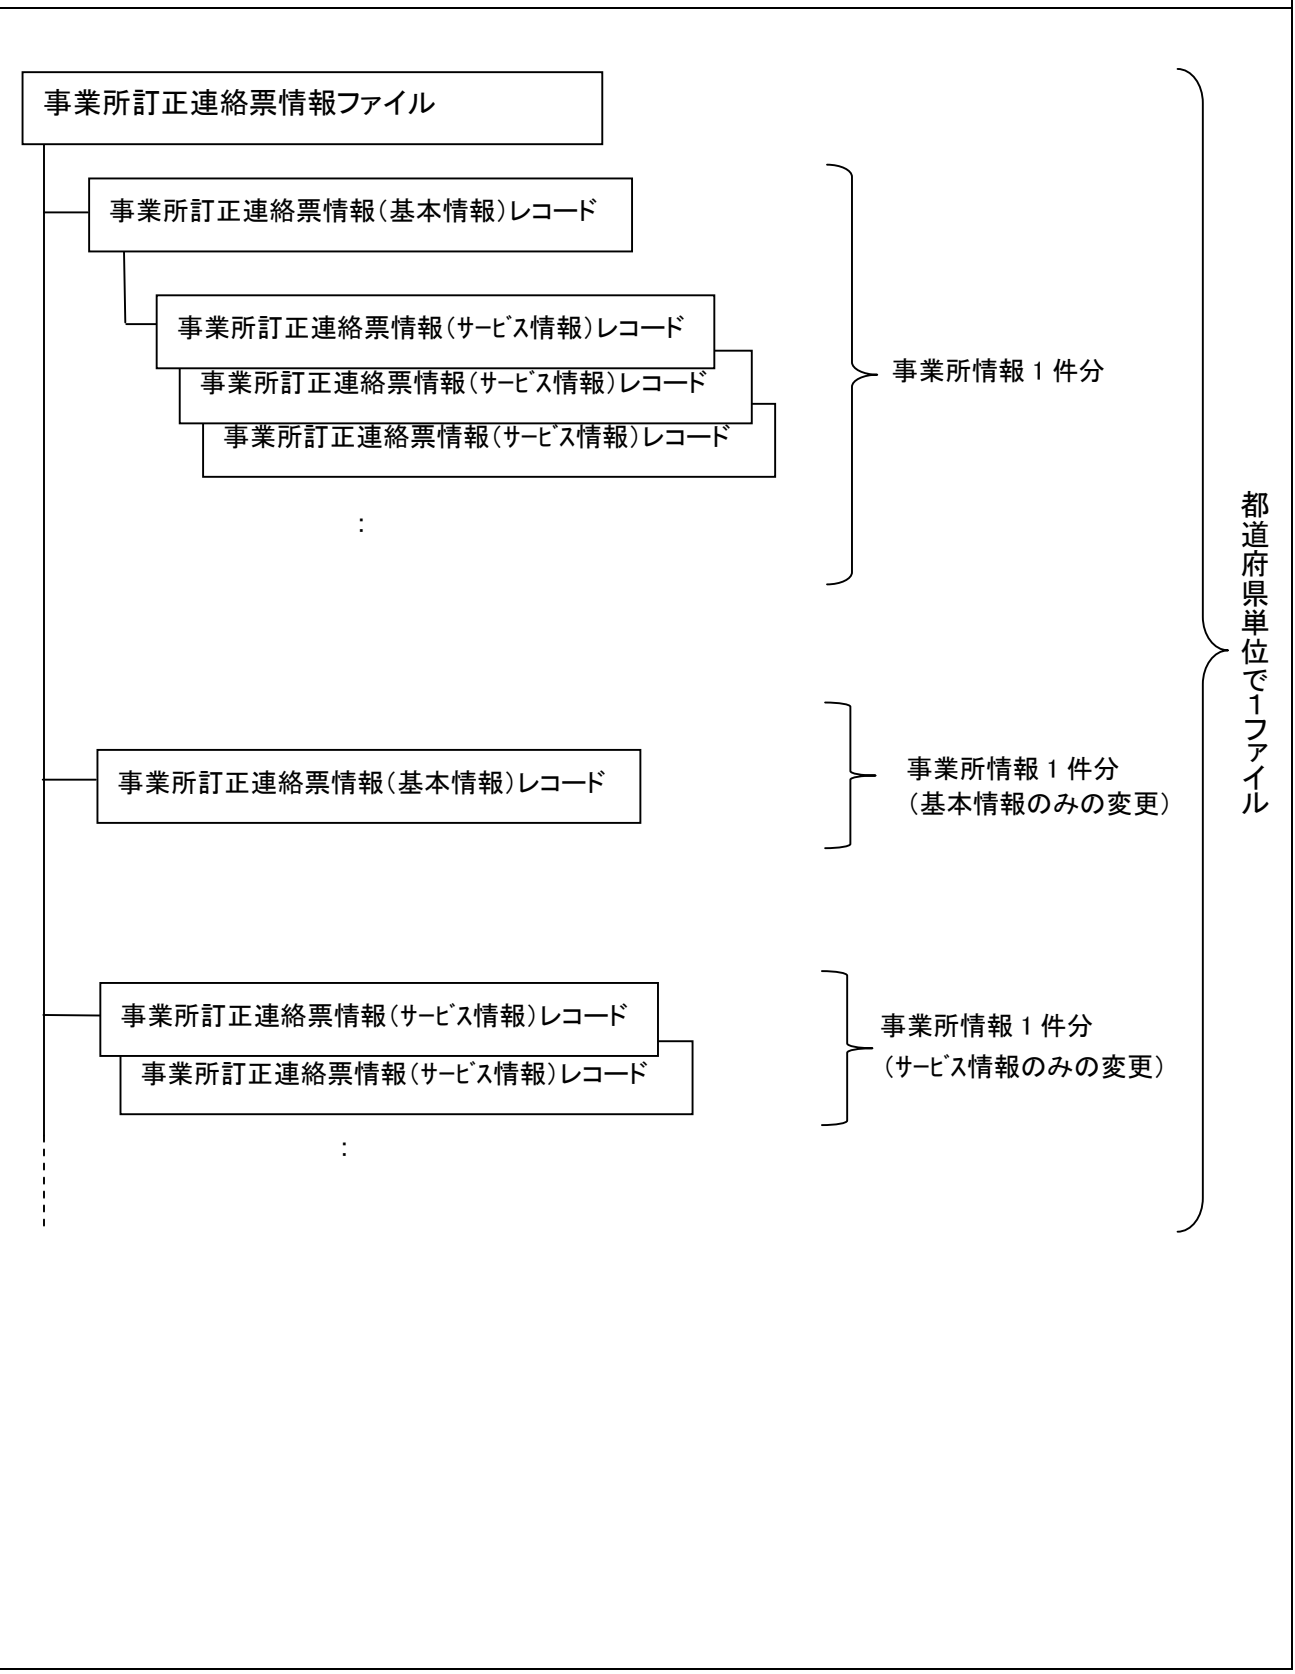 事業所訂正連絡票情報ファイル
事業所訂正連絡票情報（基本情報）レコード
事業所訂正連絡票情報（ｻｰﾋﾞｽ情報）レコード
事業所訂正連絡票情報（ｻｰﾋﾞｽ情報）レコード
事業所訂正連絡票情報（ｻｰﾋﾞｽ情報）レコード
：
事業所情報 1 件分
事業所訂正連絡票情報（基本情報）レコード
事業所情報 1 件分
（基本情報のみの変更）
事業所訂正連絡票情報（ｻｰﾋﾞｽ情報）レコード
事業所訂正連絡票情報（ｻｰﾋﾞｽ情報）レコード
：
事業所情報 1 件分
（ｻｰﾋﾞｽ情報のみの変更）
都道府県単位で１ファイル